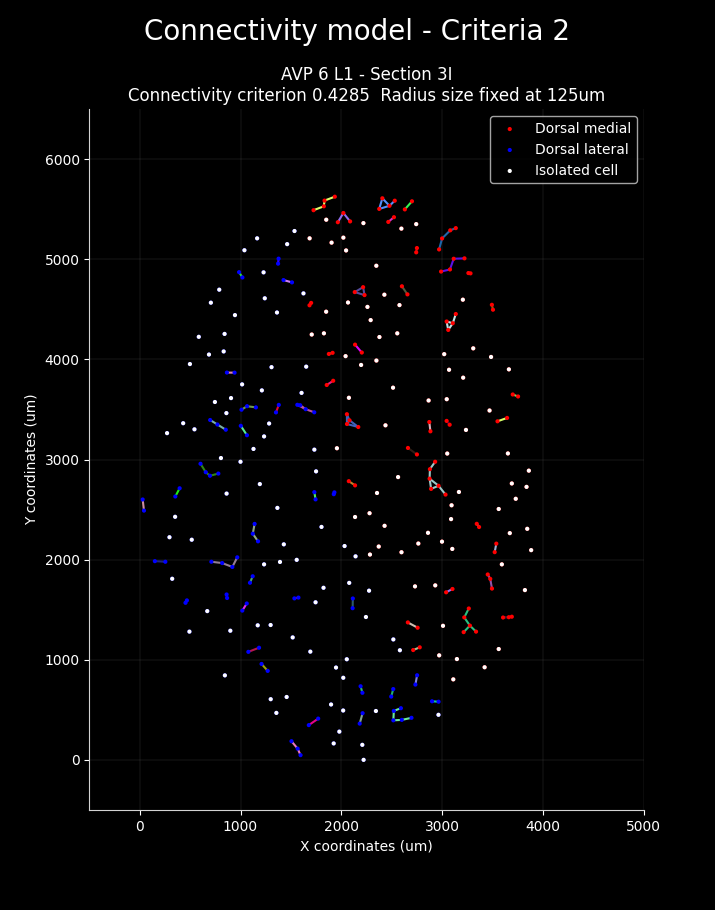 Connectivity model - Criteria 2
AVP 6 L1 - Section 3I
Connectivity criterion 0.4285  Radius size fixed at 125um
Dorsal medial
Dorsal lateral
Isolated cell
6000
5000
4000
3000
2000
1000
0
Y coordinates (um)
0 1000 2000 3000 4000 5000
X coordinates (um)